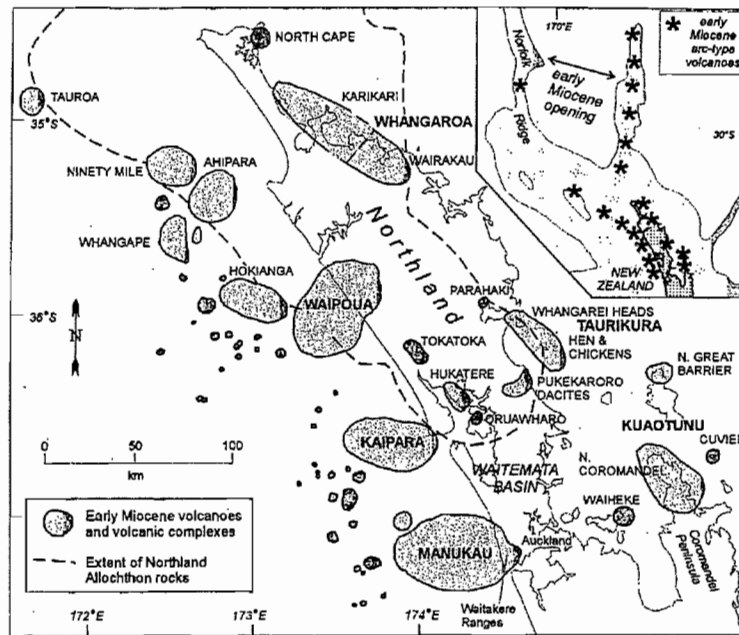 NORTH CAPE
TAUROA
35°S
KARIKARI
WHANGAROA
WAIRAKAU
NINETY MILE
AHIPARA
WHANGAPE
HOKIANGA
WAIPOUA
Northland
PARAHAKI
WHANGAREI HEADS
TAURIKURA
HEN &
CHICKENS
36°S
N
TOKATOKA
HUKATERE
PUKEKARORO
DACITES
ORUAWHARO
N. GREAT
BARRIER
KUAOTUNU
CUVIER
KAIPARA
WAITEMATA
BASIN
N.
COROMANDEL
WAIHEKE
MANUKAU
Auckland
Coromandel
Peninsula
Waitakere
Ranges
0 50 100
km
Early Miocene volcanoes
and volcanic complexes
Extent of Northland
Allochthon rocks
172°E 173°E 174°E
170°E
early
Miocene
arc-type
volcanoes
Norfolk
Ridge
early
Miocene
opening
30°S
NEW
ZEALAND